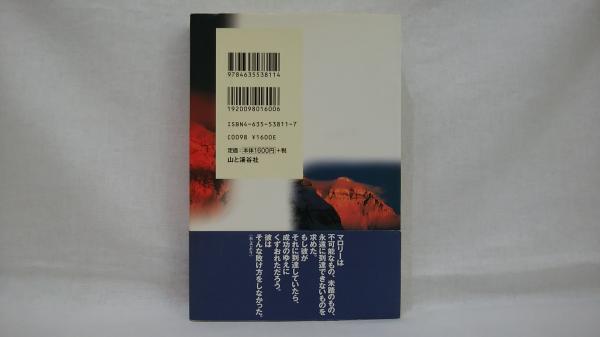 9784635538114
1920098016006
ISBN4-635-53811-7
C0098 ¥1600E
定価:本体1600円+税
山と溪谷社
マロリーは
不可能なもの、未踏のもの、
永遠に到達できないものを
求めた。
もし彼が
それに到達していたら、
成功のゆえに
くずおれただろう。
彼は
そんな敗け方をしなかった。